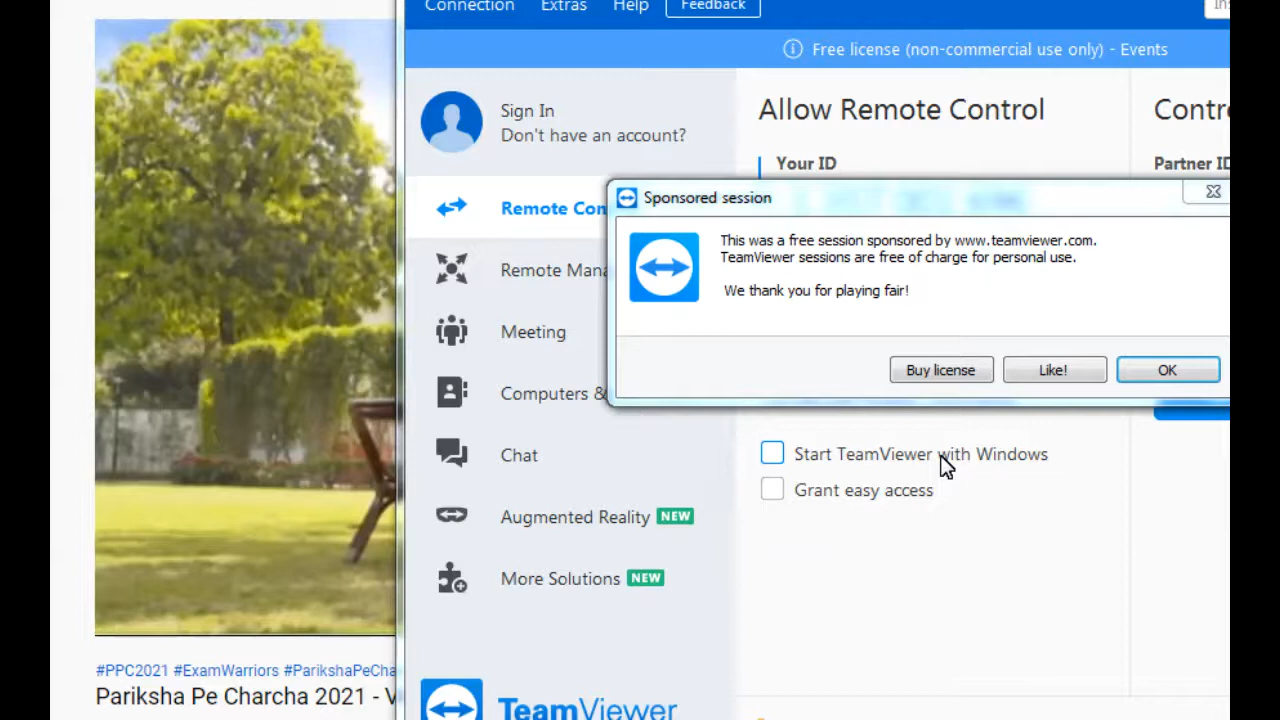 Connection Extras Help Feedback
Free license (non-commercial use only) - Events
Sign In
Don't have an account?
Allow Remote Control
Your ID
Partner ID
Sponsored session
This was a free session sponsored by www.teamviewer.com.
TeamViewer sessions are free of charge for personal use.
We thank you for playing fair!
Buy license Like! OK
Remote Con
Remote Mana
Meeting
Computers &
Chat
Augmented Reality NEW
More Solutions NEW
Start TeamViewer with Windows
Grant easy access
TeamViewer
#PPC2021 #ExamWarriors #ParikshaPeCha
Pariksha Pe Charcha 2021 - V